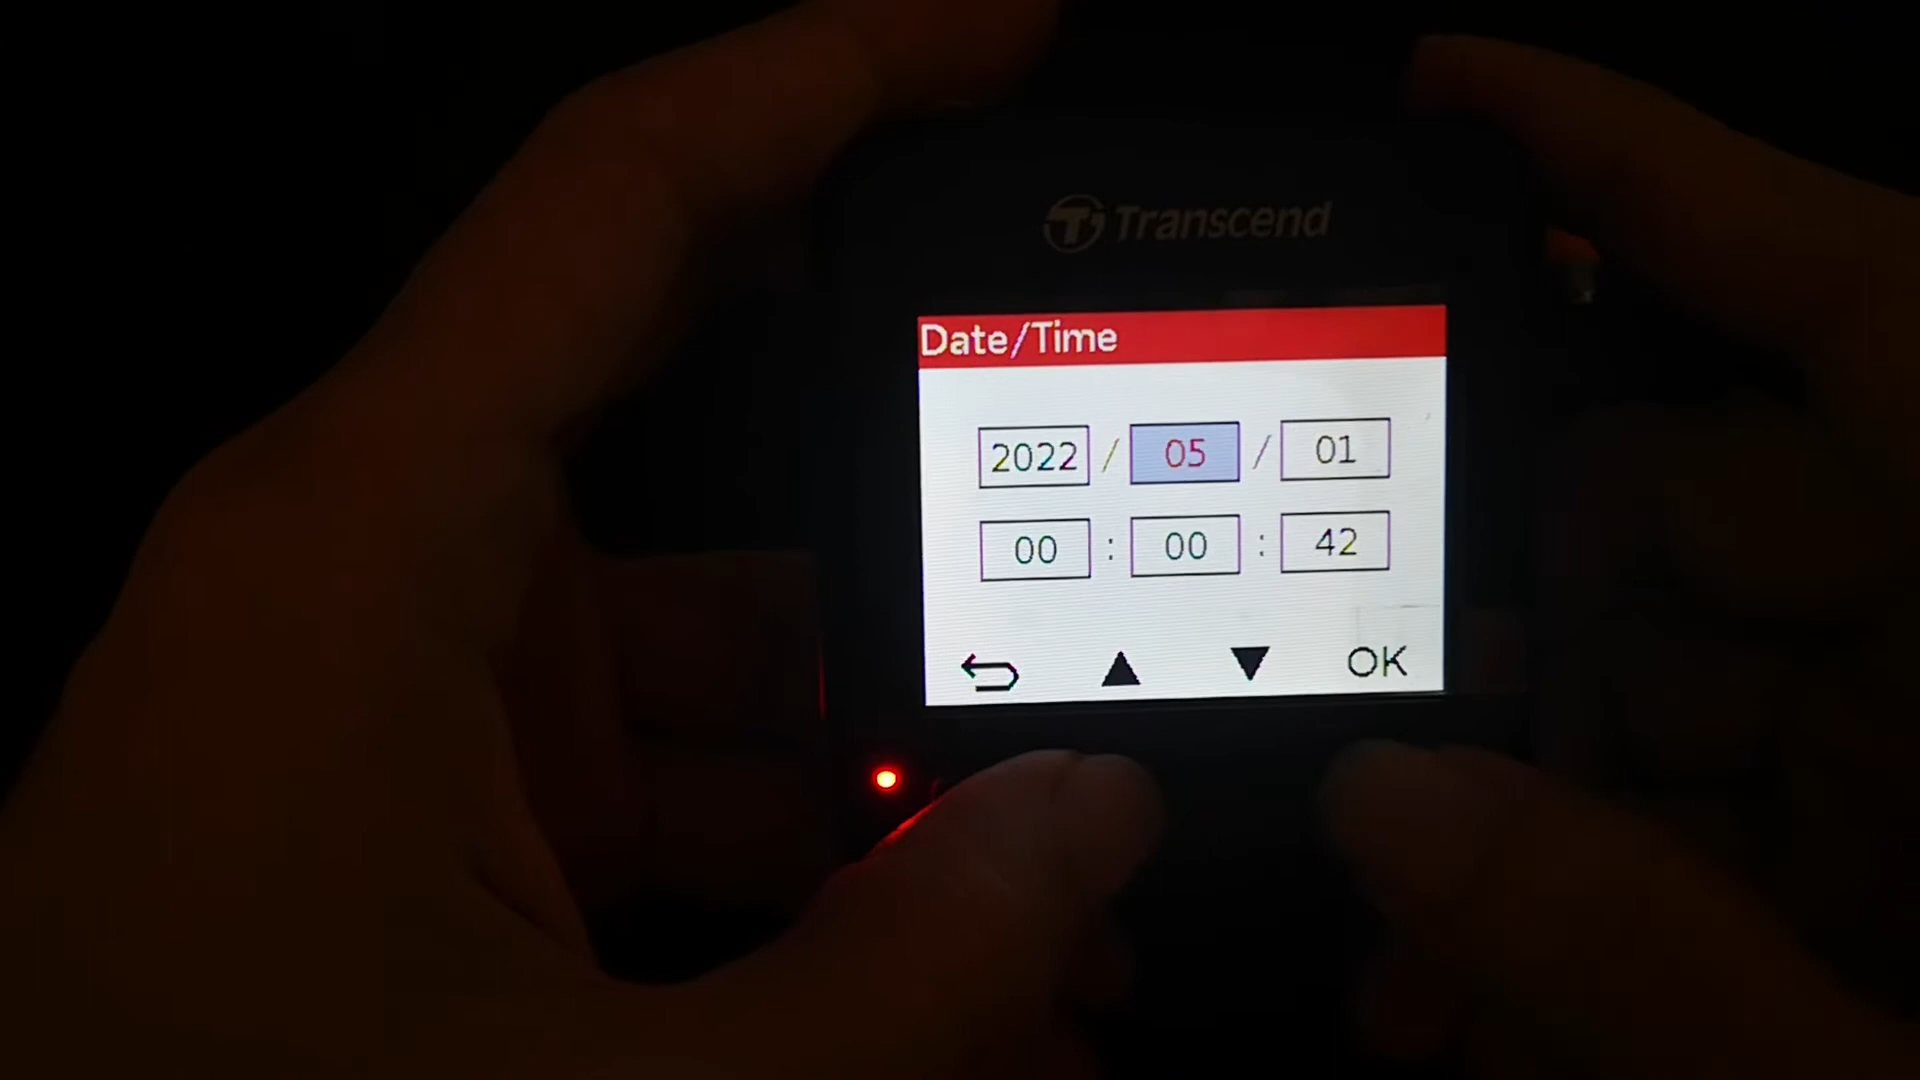 Transcend
Date/Time
2022 / 05 / 01
00 : 00 : 42
OK